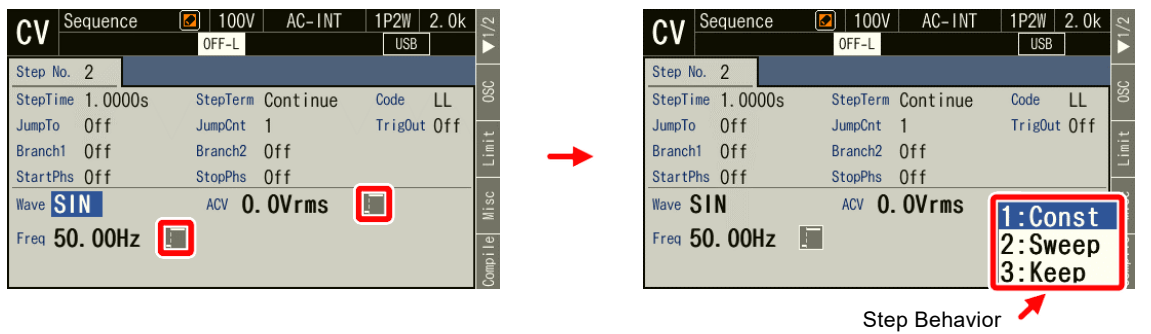 CV Sequence 100V AC-INT 1P2W 2.0k ▼1/2
OFF-L USB
Step No. 2
StepTime 1.0000s StepTerm Continue Code LL OSC
JumpTo Off JumpCnt 1 TrigOut Off
Branch1 Off Branch2 Off Limit
StartPhs Off StopPhs Off
Wave SIN ACV 0.0Vrms Misc
Freq 50.00Hz Compile
CV Sequence 100V AC-INT 1P2W 2.0k ▼1/2
OFF-L USB
Step No. 2
StepTime 1.0000s StepTerm Continue Code LL OSC
JumpTo Off JumpCnt 1 TrigOut Off
Branch1 Off Branch2 Off Limit
StartPhs Off StopPhs Off
Wave SIN ACV 0.0Vrms
Freq 50.00Hz
1:Const
2:Sweep
3:Keep
Step Behavior